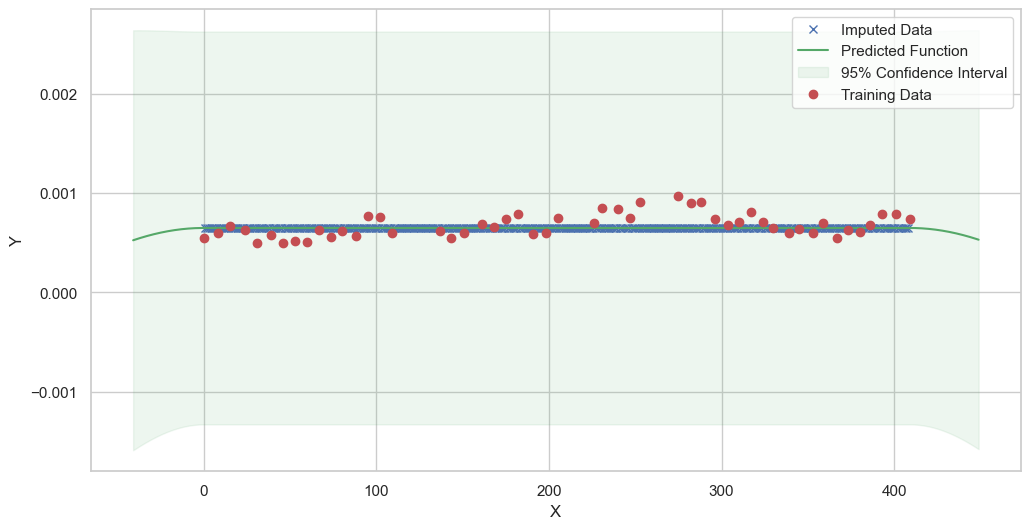 Imputed Data
Predicted Function
95% Confidence Interval
Training Data
Y
0.002
0.001
0.000
−0.001
0
100
200
300
400
X